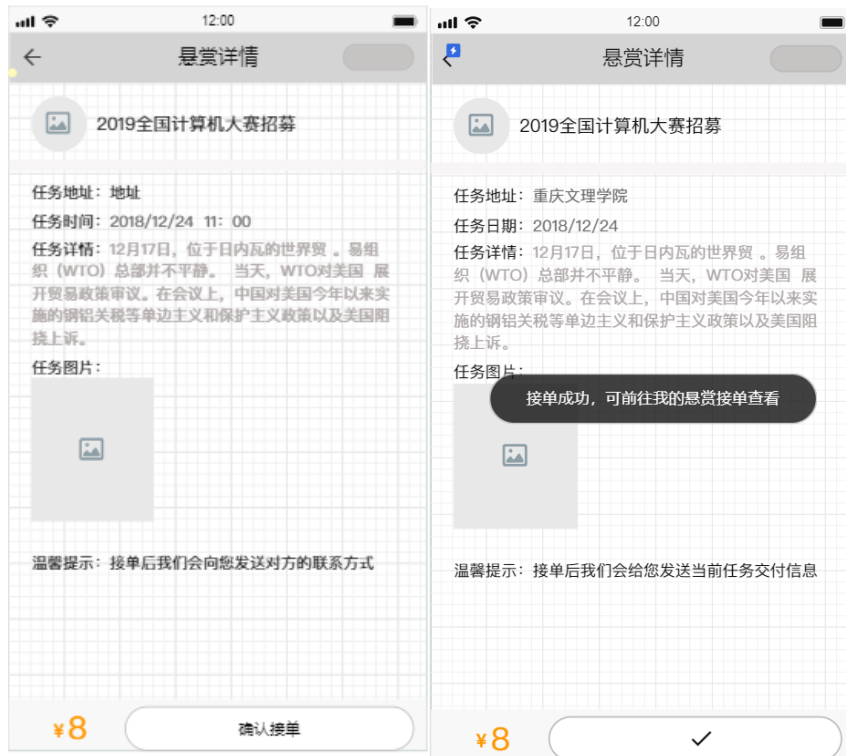 12:00
悬赏详情
2019全国计算机大赛招募
任务地址：地址
任务时间：2018/12/24 11：00
任务详情：12月17日，位于日内瓦的世界贸 。易组
织（WTO）总部并不平静。 当天，WTO对美国 展
开贸易政策审议。在会议上，中国对美国今年以来实
施的钢铝关税等单边主义和保护主义政策以及美国阻
挠上诉。
任务图片：
温馨提示：接单后我们会向您发送对方的联系方式
¥8
确认接单
12:00
悬赏详情
2019全国计算机大赛招募
任务地址：重庆文理学院
任务日期：2018/12/24
任务详情：12月17日，位于日内瓦的世界贸 。易组
织（WTO）总部并不平静。 当天，WTO对美国 展
开贸易政策审议。在会议上，中国对美国今年以来实
施的钢铝关税等单边主义和保护主义政策以及美国阻
挠上诉。
任务图片：
接单成功，可前往我的悬赏接单查看
温馨提示：接单后我们会给您发送当前任务交付信息
¥8